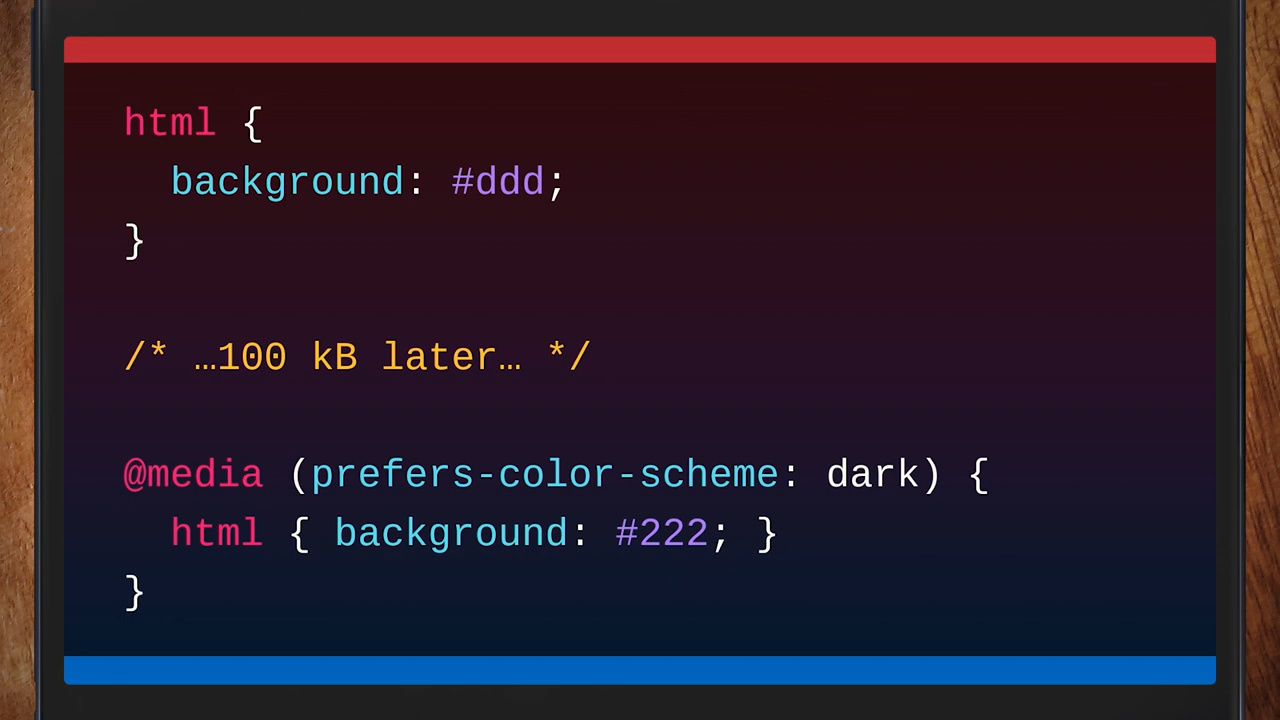 html {
  background: #ddd;
}
/* …100 kB later… */
@media (prefers-color-scheme: dark) {
  html { background: #222; }
}